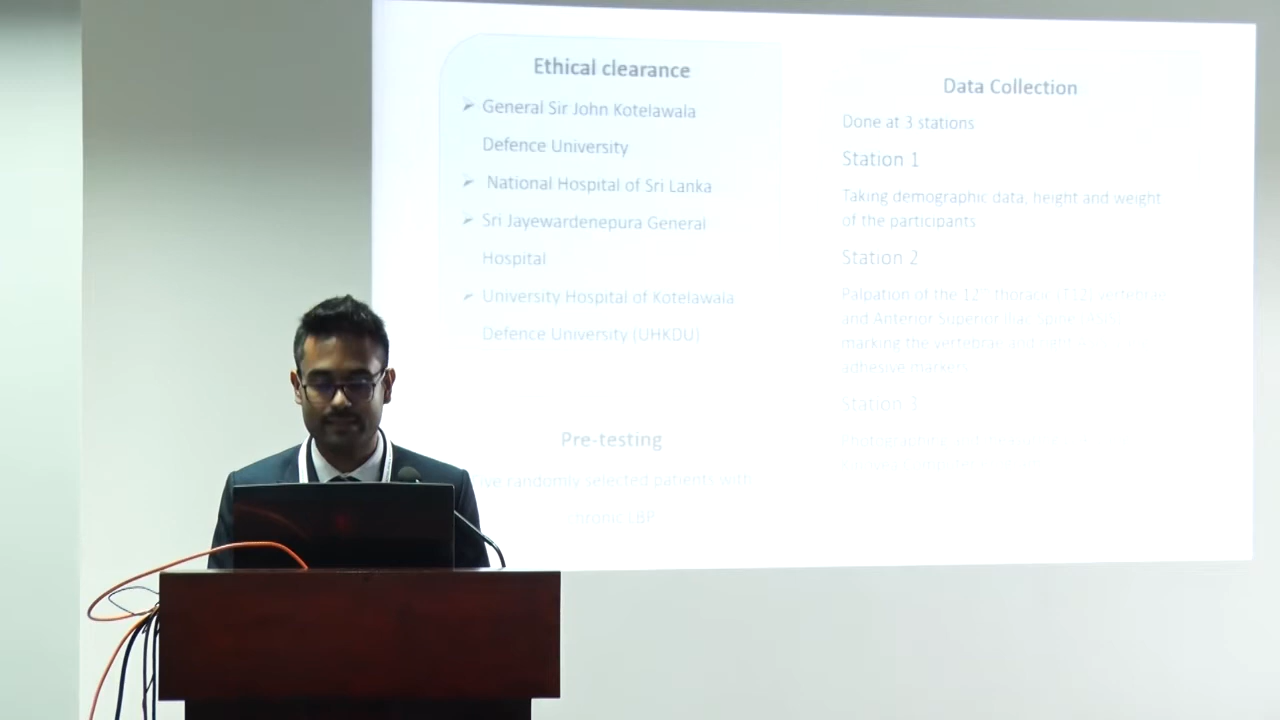 Ethical clearance
➢ General Sir John Kotelawala
Defence University
➢ National Hospital of Sri Lanka
➢ Sri Jayewardenepura General
Hospital
➢ University Hospital of Kotelawala
Defence University (UHKDU)
Pre-testing
randomly selected patients with
LBP
Data Collection
Done at 3 stations
Station 1
Taking demographic data, height and weight
of the participants
Station 2
Palpation of the 12th thoracic (T12) vertebrae
and Anterior Superior Iliac Spine
marking the vertebrae and
adhesive markers
Station 3